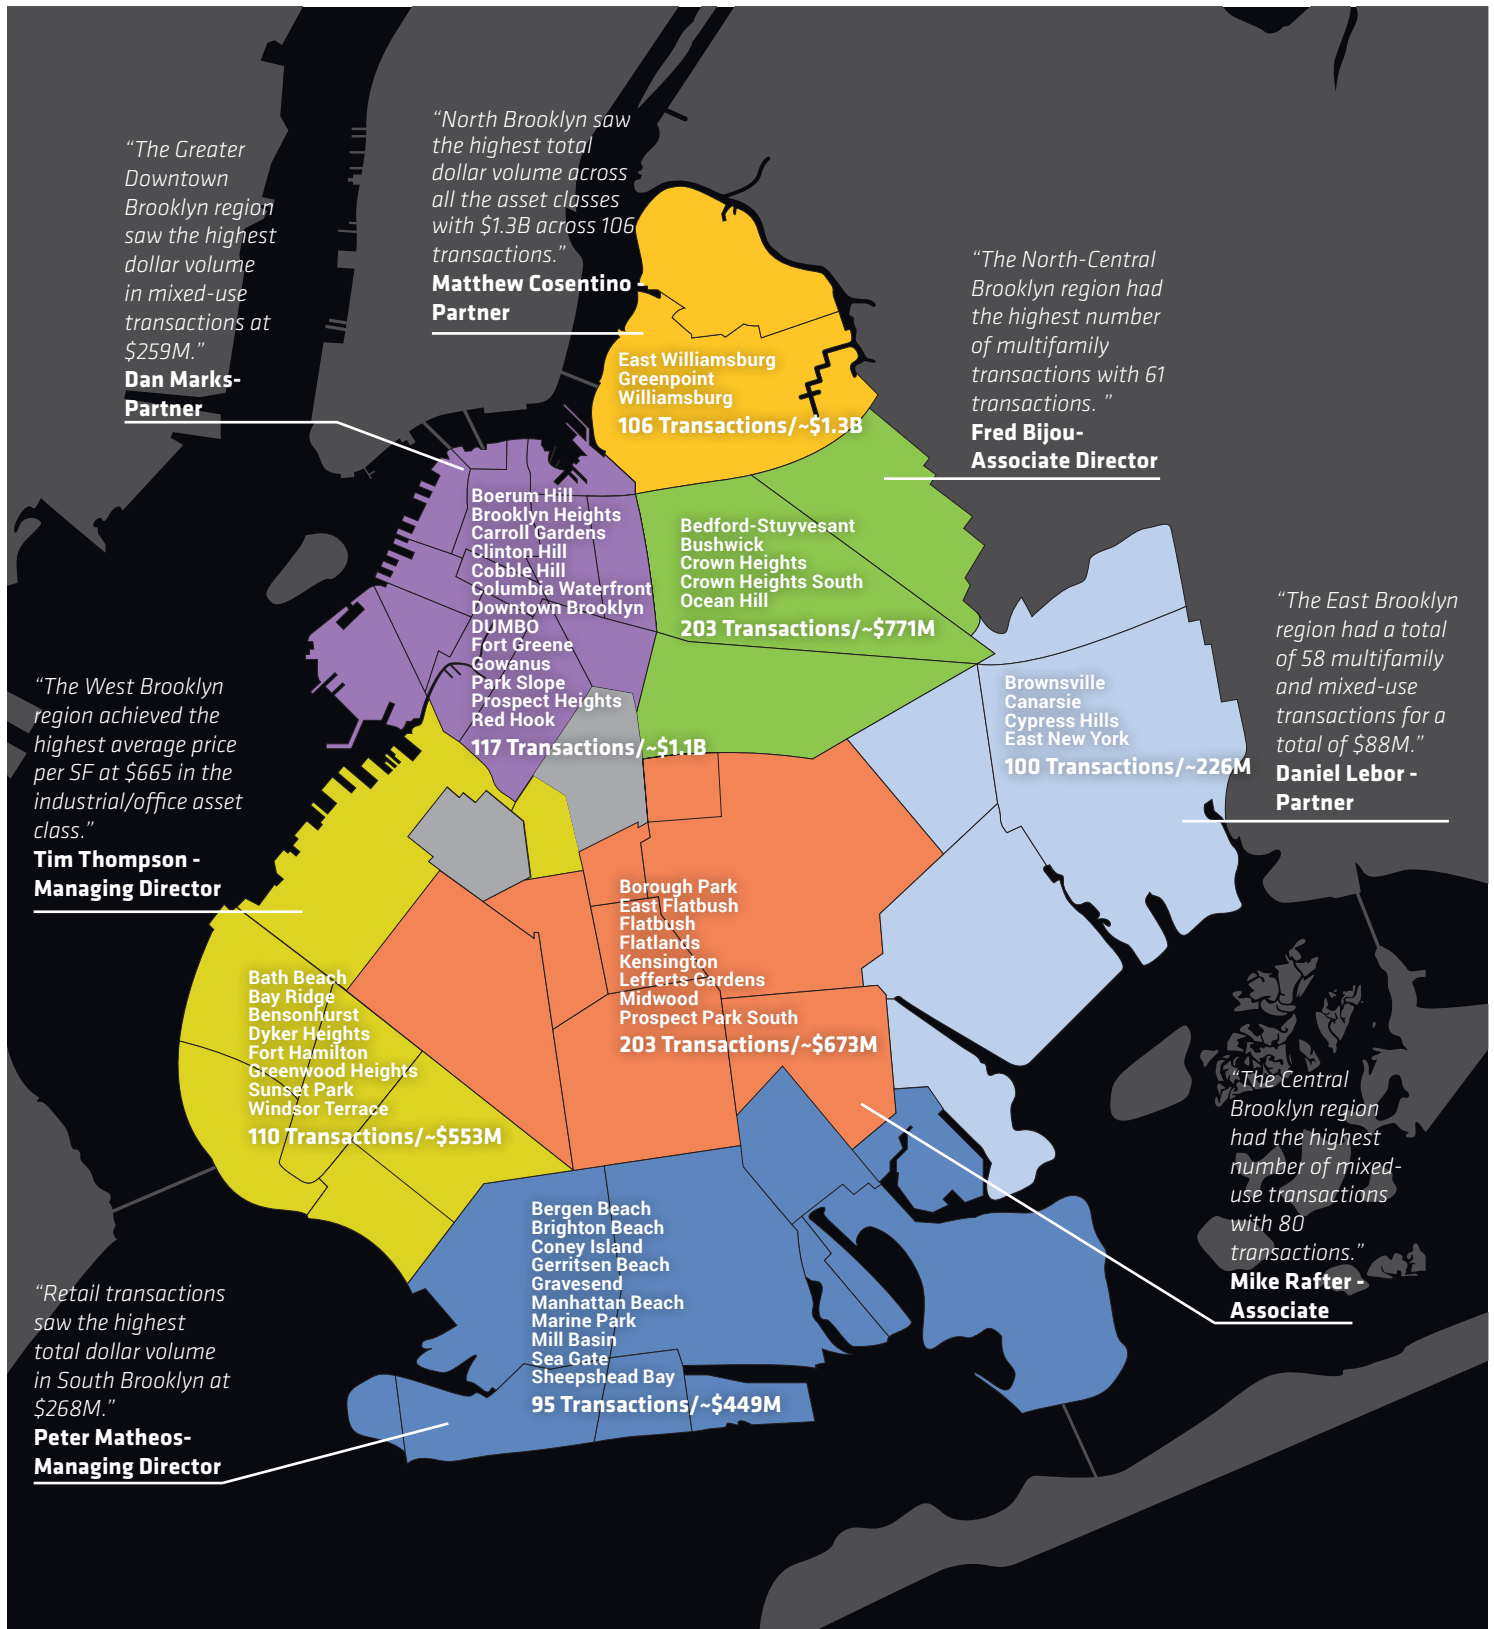 “The Greater
Downtown
Brooklyn region
saw the highest
dollar volume
in mixed-use
transactions at
$259M.”
Dan Marks-
Partner
“North Brooklyn saw
the highest total
dollar volume across
all the asset classes
with $1.3B across 106
transactions.”
Matthew Cosentino -
Partner
“The North-Central
Brooklyn region had
the highest number
of multifamily
transactions with 61
transactions. ”
Fred Bijou-
Associate Director
East Williamsburg
Greenpoint
Williamsburg
106 Transactions/~$1.3B
Boerum Hill
Brooklyn Heights
Carroll Gardens
Clinton Hill
Cobble Hill
Columbia Waterfront
Downtown Brooklyn
DUMBO
Fort Greene
Gowanus
Park Slope
Prospect Heights
Red Hook
117 Transactions/~$1.1B
Bedford-Stuyvesant
Bushwick
Crown Heights
Crown Heights South
Ocean Hill
203 Transactions/~$771M
“The East Brooklyn
region had a total
of 58 multifamily
and mixed-use
transactions for a
total of $88M.”
Daniel Lebor -
Partner
Brownsville
Canarsie
Cypress Hills
East New York
100 Transactions/~226M
“The West Brooklyn
region achieved the
highest average price
per SF at $665 in the
industrial/office asset
class.”
Tim Thompson -
Managing Director
Borough Park
East Flatbush
Flatbush
Flatlands
Kensington
Lefferts Gardens
Midwood
Prospect Park South
203 Transactions/~$673M
Bath Beach
Bay Ridge
Bensonhurst
Dyker Heights
Fort Hamilton
Greenwood Heights
Sunset Park
Windsor Terrace
110 Transactions/~$553M
“The Central
Brooklyn region
had the highest
number of mixed-
use transactions
with 80
transactions.”
Mike Rafter -
Associate
Bergen Beach
Brighton Beach
Coney Island
Gerritsen Beach
Gravesend
Manhattan Beach
Marine Park
Mill Basin
Sea Gate
Sheepshead Bay
95 Transactions/~$449M
“Retail transactions
saw the highest
total dollar volume
in South Brooklyn at
$268M.”
Peter Matheos-
Managing Director